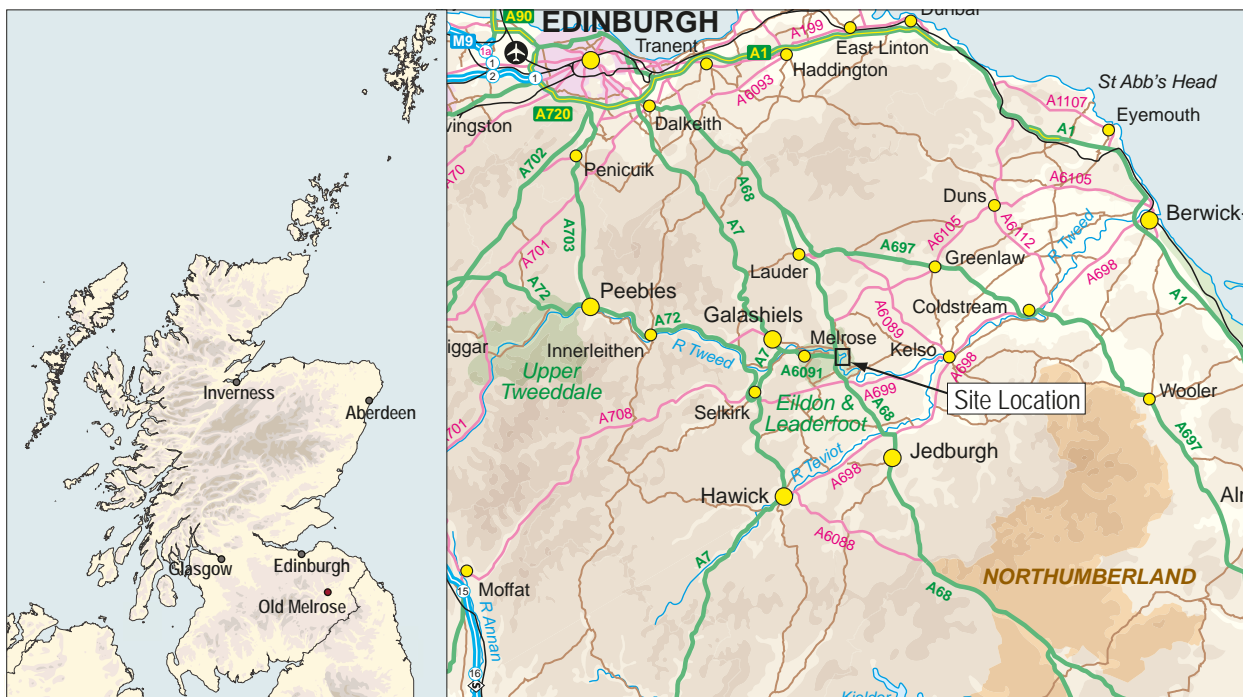 Inverness
Aberdeen
Glasgow
Edinburgh
Old Melrose
A90
EDINBURGH
Dunbar
M9
1a
1
2
1
Tranent
A199
East Linton
A1
Haddington
A6093
St Abb's Head
A1107
Eyemouth
A720
vingston
Dalkeith
A1
A70
A702
Penicuik
A68
A6105
Duns
Berwick-
A703
A701
A7
A6105
A6112
R Tweed
A697
Lauder
Greenlaw
A698
A72
Peebles
Coldstream
A1
Galashiels
A6089
A72
Melrose
iggar
Innerleithen
R Tweed
A7
Kelso
A698
A6091
Upper
Tweeddale
A699
Site Location
Wooler
Selkirk
Eildon &
Leaderfoot
A68
A708
A701
A697
R Teviot
Jedburgh
A698
Hawick
Aln
A6088
A7
NORTHUMBERLAND
A68
Moffat
15
R Annan
16
Kielder